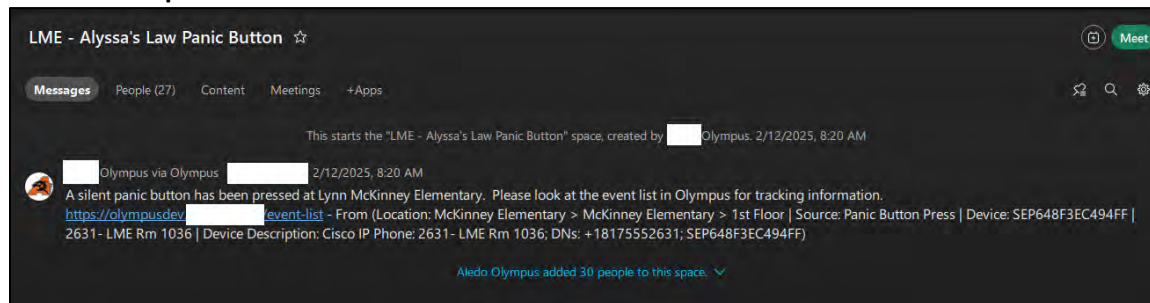 LME - Alyssa's Law Panic Button
Meet
Messages People (27) Content Meetings +Apps
This starts the "LME - Alyssa's Law Panic Button" space, created by Olympus. 2/12/2025, 8:20 AM
Olympus via Olympus 2/12/2025, 8:20 AM
A silent panic button has been pressed at Lynn McKinney Elementary. Please look at the event list in Olympus for tracking information.
https://olympusdev. /event-list - From (Location: McKinney Elementary > McKinney Elementary > 1st Floor | Source: Panic Button Press | Device: SEP648F3EC494FF |
2631- LME Rm 1036 | Device Description: Cisco IP Phone: 2631- LME Rm 1036; DNs: +18175552631; SEP648F3EC494FF)
Aledo Olympus added 30 people to this space.